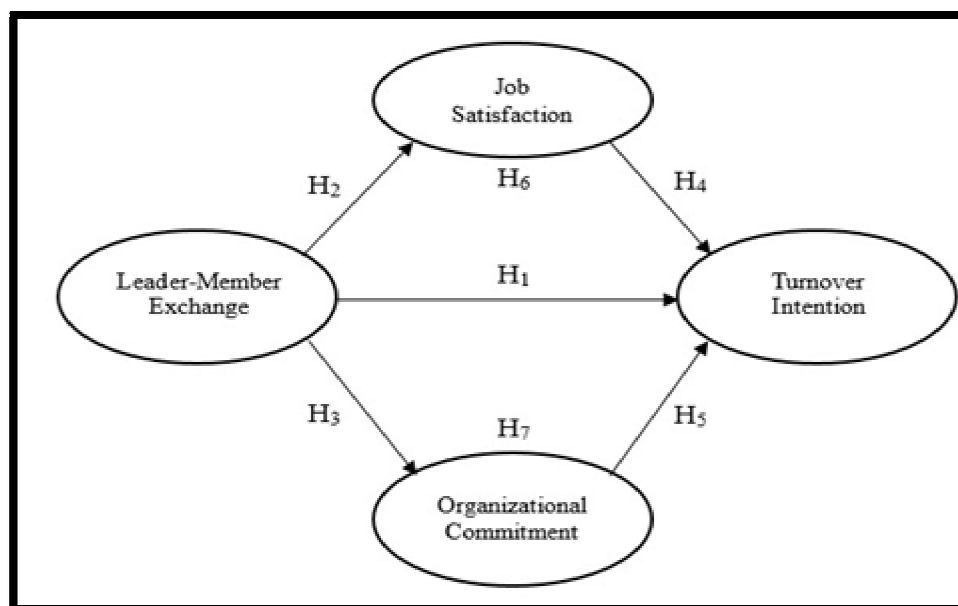 Job
Satisfaction
H₂
H₆
H₄
Leader-Member
Exchange
H₁
Turnover
Intention
H₃
H₇
H₅
Organizational
Commitment